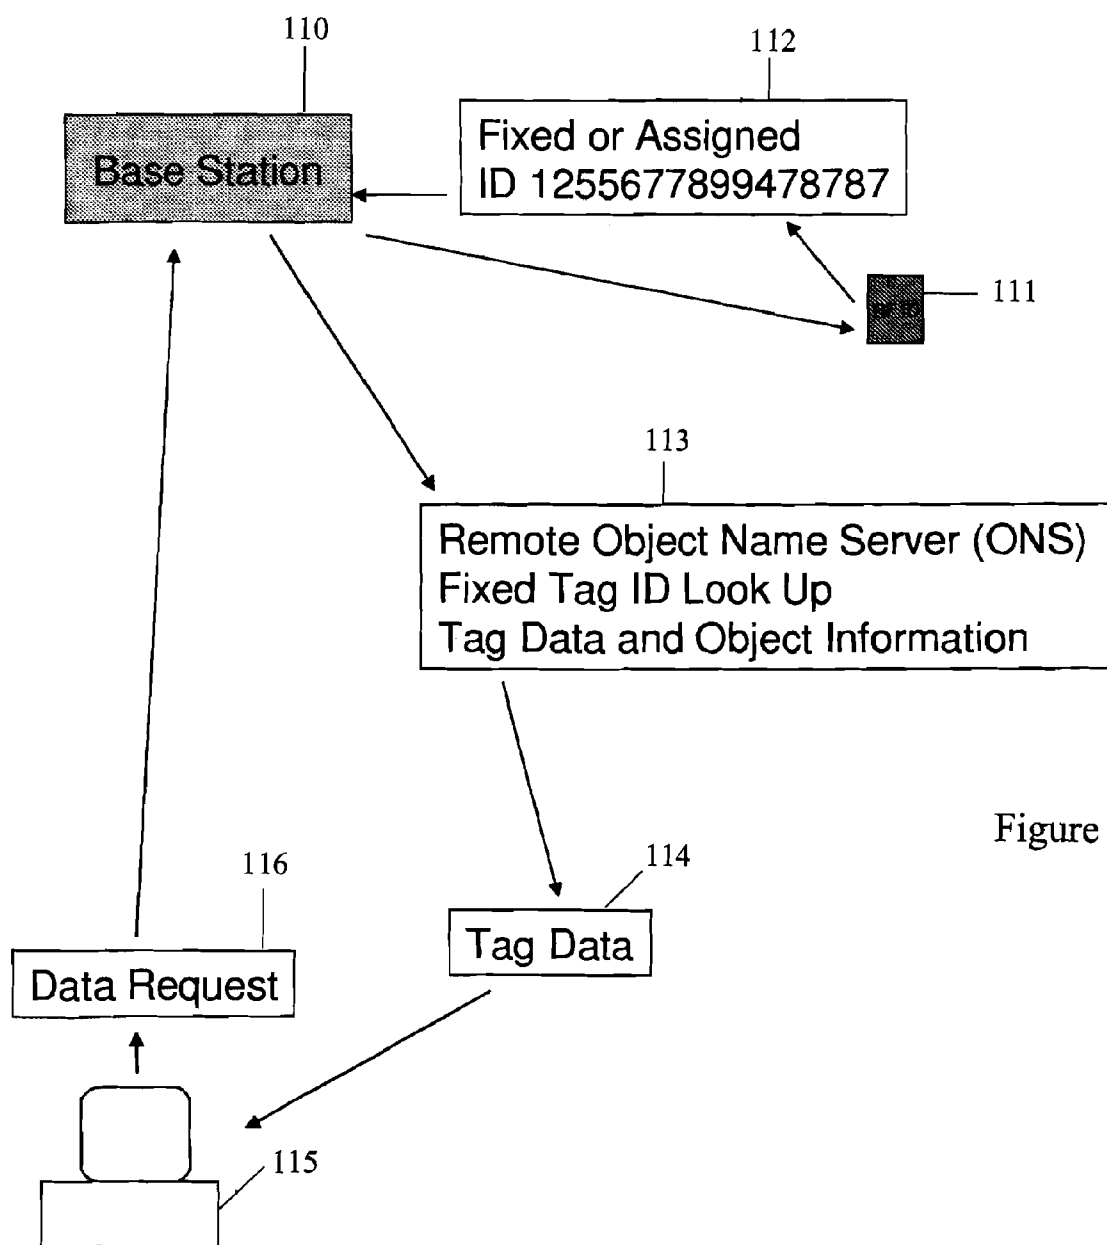 110
112
Base Station
Fixed or Assigned
ID 1255677899478787
111
113
Remote Object Name Server (ONS)
Fixed Tag ID Look Up
Tag Data and Object Information
Figure
114
116
Tag Data
Data Request
115